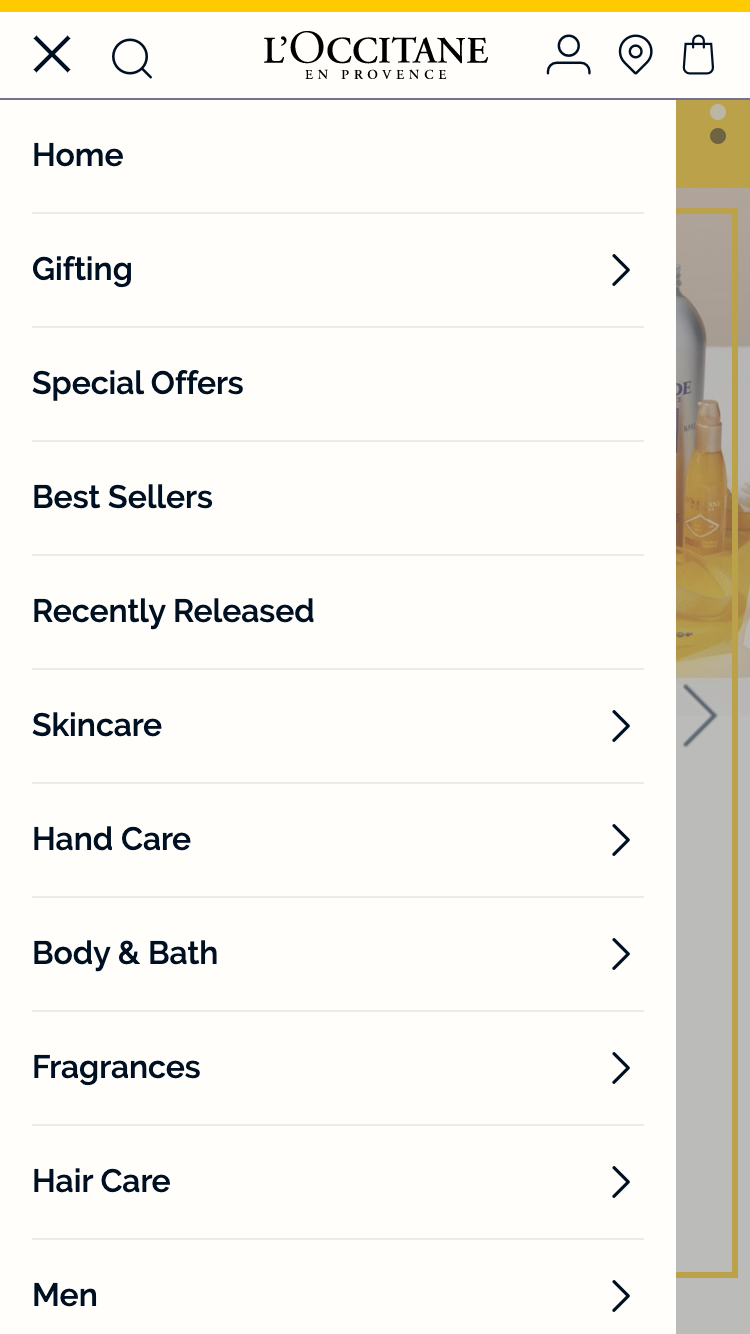 L'OCCITANE
EN PROVENCE
Home
Gifting
Special Offers
Best Sellers
Recently Released
Skincare
Hand Care
Body & Bath
Fragrances
Hair Care
Men